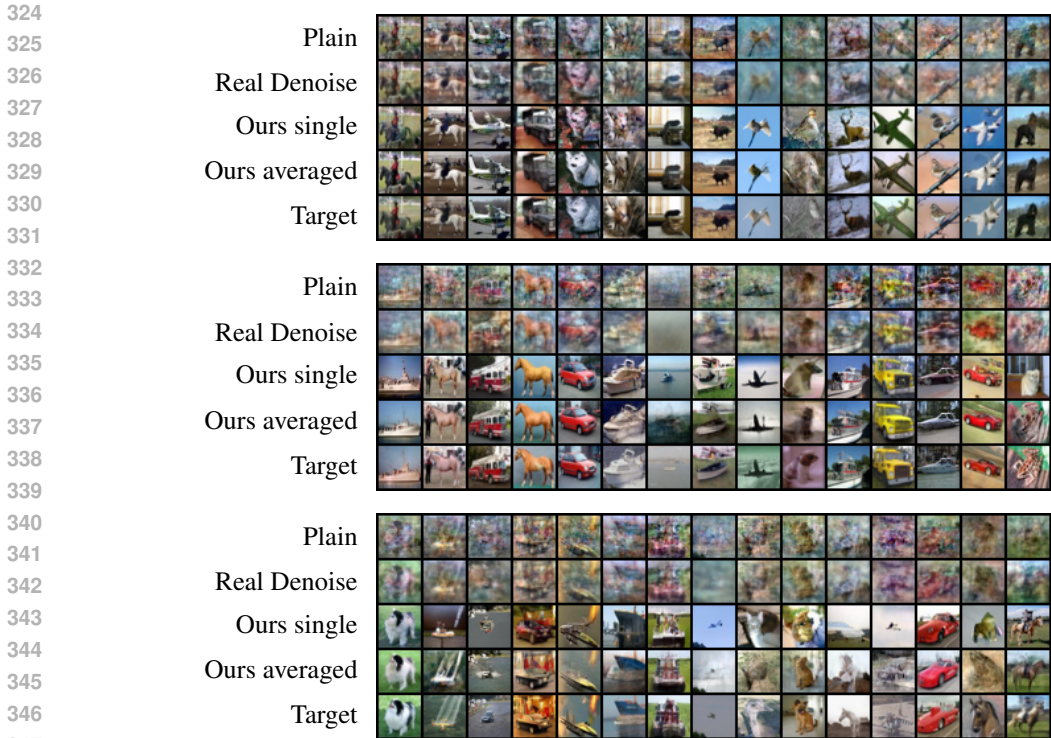 324
325 Plain
326 Real Denoise
327
328 Ours single
329 Ours averaged
330
331 Target
332 Plain
333
334 Real Denoise
335 Ours single
336
337 Ours averaged
338 Target
339
340 Plain
341
342 Real Denoise
343 Ours single
344
345 Ours averaged
346 Target